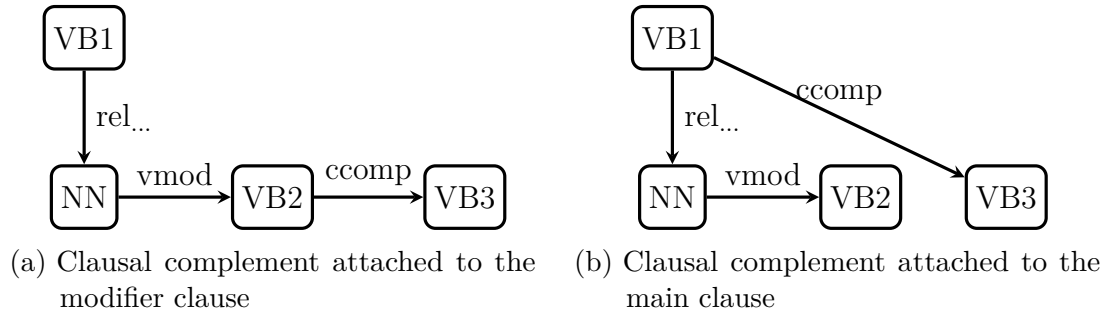 VB1
rel...
NN
vmod
VB2
ccomp
VB3
(a) Clausal complement attached to the
modifier clause
VB1
ccomp
rel...
NN
vmod
VB2
VB3
(b) Clausal complement attached to the
main clause